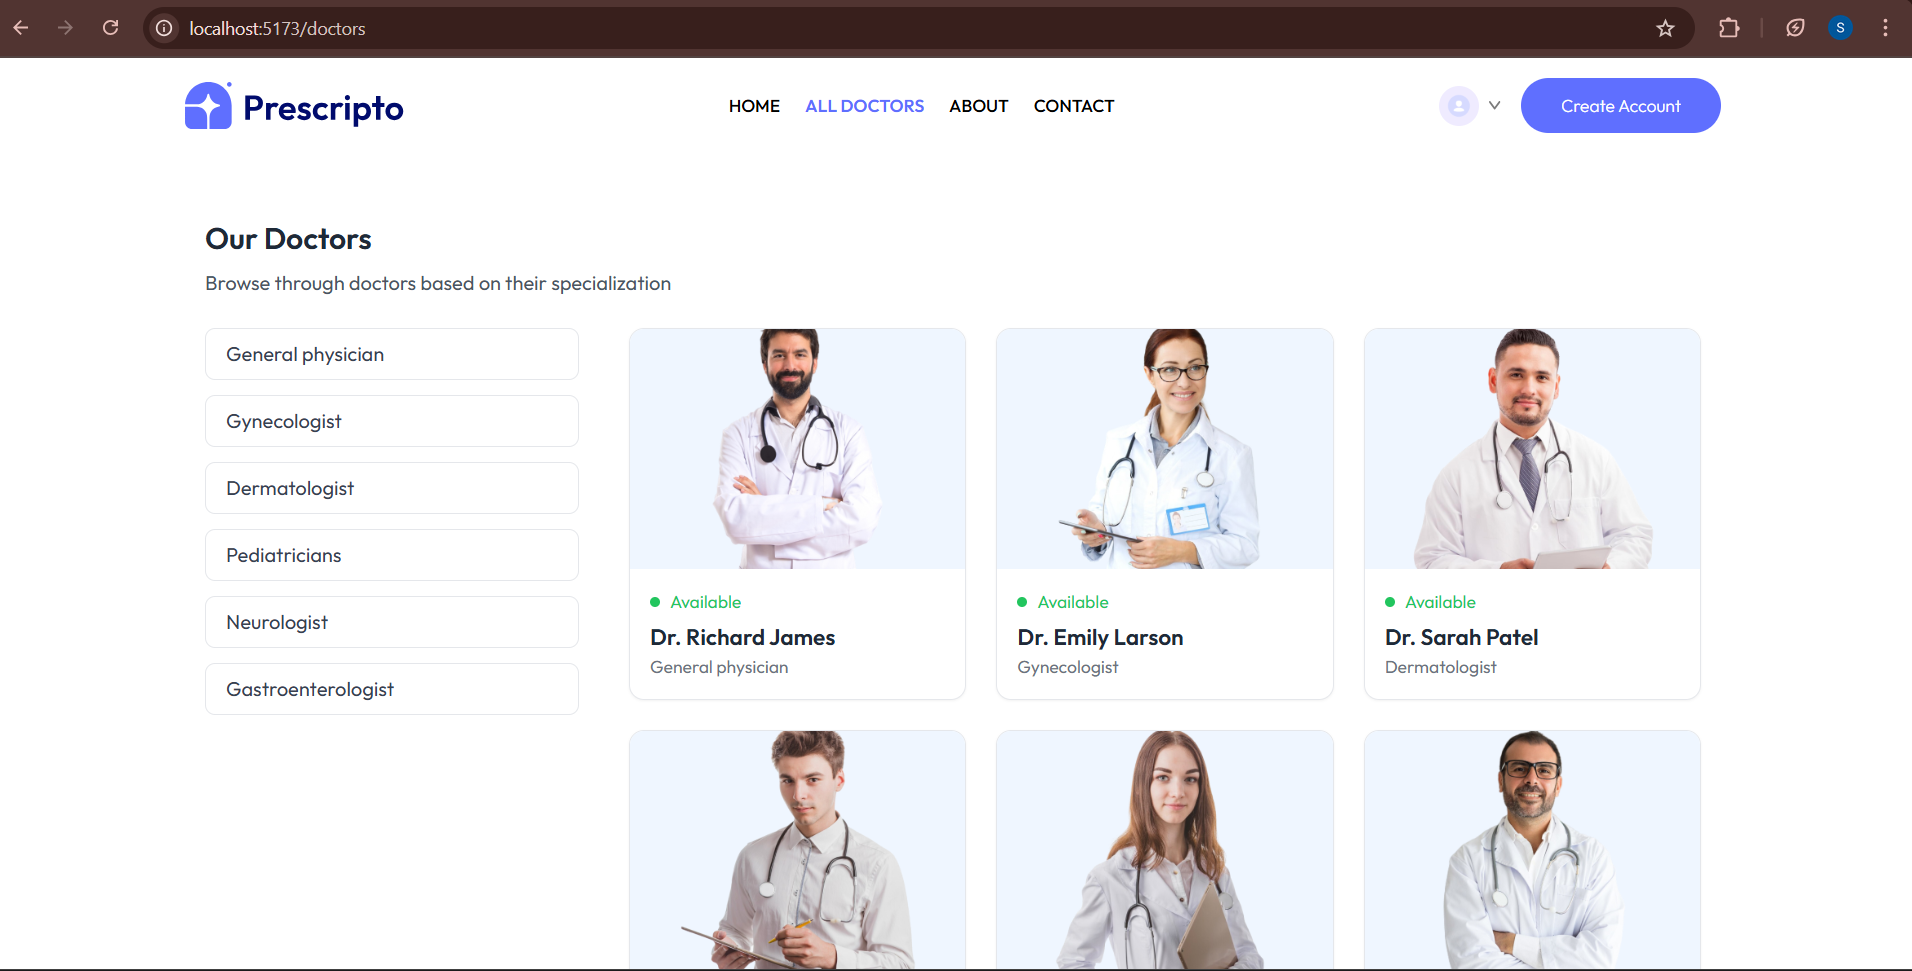 localhost:5173/doctors
S
Prescripto
HOME
ALL DOCTORS
ABOUT
CONTACT
Create Account
Our Doctors
Browse through doctors based on their specialization
General physician
Gynecologist
Dermatologist
Pediatricians
Neurologist
Gastroenterologist
Available
Dr. Richard James
General physician
Available
Dr. Emily Larson
Gynecologist
Available
Dr. Sarah Patel
Dermatologist